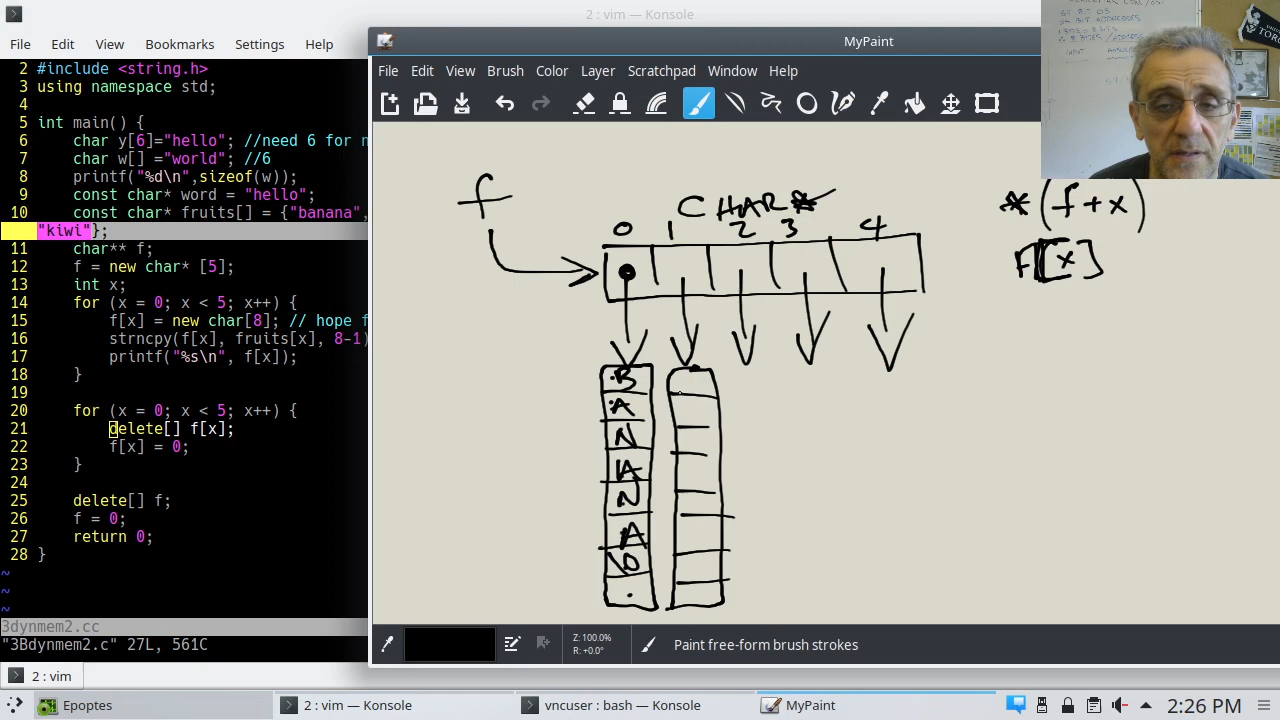 2 : vim — Konsole
File Edit View Bookmarks Settings Help
2 #include <string.h>
3 using namespace std;
4
5 int main() {
6 char y[6]="hello"; //need 6 for n
7 char w[] ="world"; //6
8 printf("%d\n",sizeof(w));
9 const char* word = "hello";
10 const char* fruits[] = {"banana",
"kiwi"};
11 char** f;
12 f = new char* [5];
13 int x;
14 for (x = 0; x < 5; x++) {
15 f[x] = new char[8]; // hope f
16 strncpy(f[x], fruits[x], 8-1)
17 printf("%s\n", f[x]);
18 }
19
20 for (x = 0; x < 5; x++) {
21 delete[] f[x];
22 f[x] = 0;
23 }
24
25 delete[] f;
26 f = 0;
27 return 0;
28 }
~
~
~
3dynmem2.cc
"3Bdynmem2.c" 27L, 561C
2 : vim
MyPaint
File Edit View Brush Color Layer Scratchpad Window Help
f
CHAR*
0 1 2 3 4
*(f+x)
F[x]
B
A
N
A
N
A
\0
.
Z: 100.0%
R: +0.0°
Paint free-form brush strokes
Epoptes
2 : vim — Konsole
vncuser : bash — Konsole
MyPaint
2:26 PM